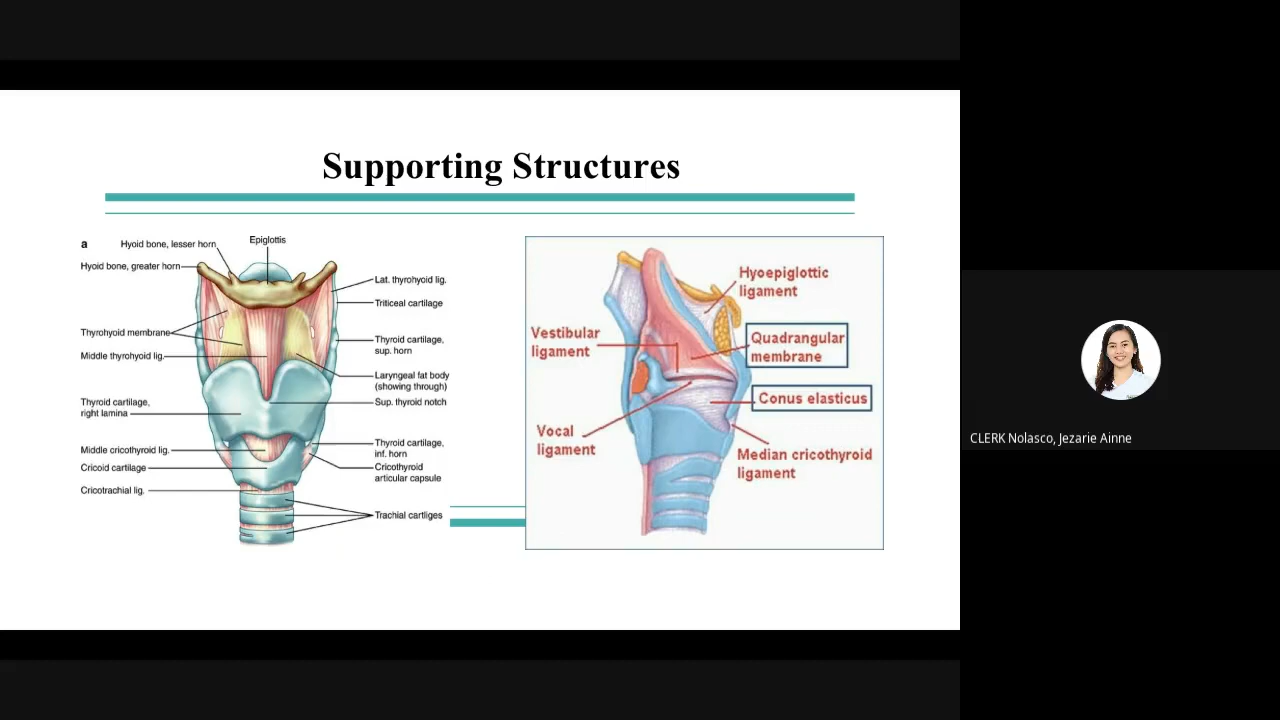 Supporting Structures
a
Hyoid bone, lesser horn
Epiglottis
Hyoid bone, greater horn
Lat. thyrohyoid lig.
Triticeal cartilage
Thyrohyoid membrane
Thyroid cartilage,
sup. horn
Middle thyrohyoid lig.
Laryngeal fat body
(showing through)
Thyroid cartilage,
right lamina
Sup. thyroid notch
Middle cricothyroid lig.
Thyroid cartilage,
inf. horn
Cricoid cartilage
Cricothyroid
articular capsule
Cricotrachial lig.
Trachial cartliges
Hyoepiglottic
ligament
Vestibular
ligament
Quadrangular
membrane
Conus elasticus
Vocal
ligament
Median cricothyroid
ligament
CLERK Nolasco, Jezarie Ainne